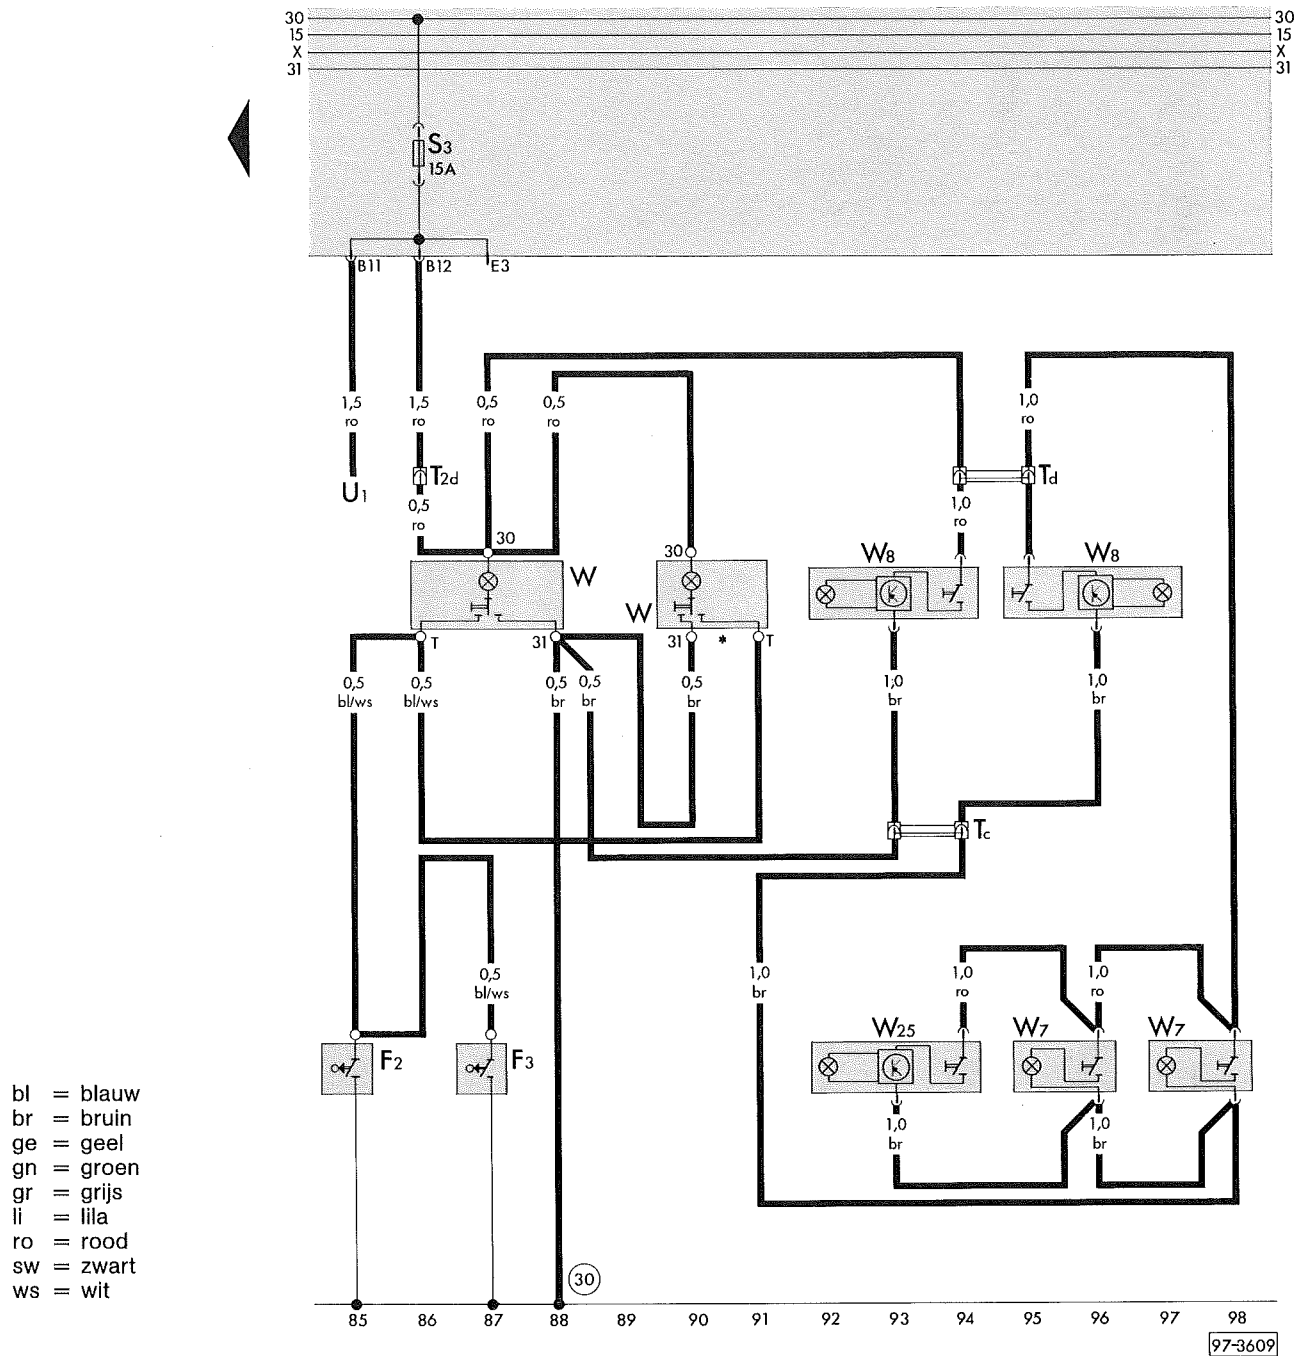 30 30
15 15
X X
31 31
S3
15A
B11 B12 E3
1,5 1,5 0,5 0,5 1,0
ro ro ro ro ro
U1 T2d Td
0,5 1,0
ro ro
30 30 W8 W8
W W
T 31 31 * T
0,5 0,5 0,5 0,5 0,5 1,0 1,0
bl/ws bl/ws br br br br br
Tc
0,5 1,0 1,0 1,0
bl/ws br ro ro
W25 W7 W7
F2 F3
bl = blauw
br = bruin
ge = geel
gn = groen
gr = grijs
li = lila
ro = rood
sw = zwart
ws = wit
1,0 1,0
br br
30
85 86 87 88 89 90 91 92 93 94 95 96 97 98
97-3609